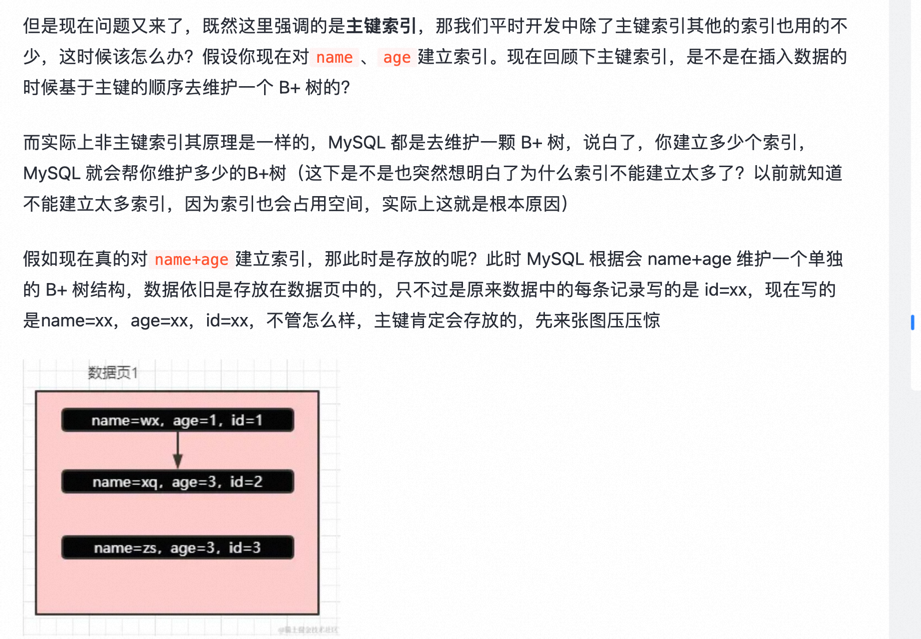 但是现在问题又来了，既然这里强调的是主键索引，那我们平时开发中除了主键索引其他的索引也用的不
少，这时候该怎么办？假设你现在对 name 、 age 建立索引。现在回顾下主键索引，是不是在插入数据的
时候基于主键的顺序去维护一个 B+ 树的？
而实际上非主键索引其原理是一样的，MySQL 都是去维护一颗 B+ 树，说白了，你建立多少个索引，
MySQL 就会帮你维护多少的B+树（这下是不是也突然想明白了为什么索引不能建立太多了？以前就知道
不能建立太多索引，因为索引也会占用空间，实际上这就是根本原因）
假如现在真的对 name+age 建立索引，那此时是存放的呢？此时 MySQL 根据会 name+age 维护一个单独
的 B+ 树结构，数据依旧是存放在数据页中的，只不过是原来数据中的每条记录写的是 id=xx，现在写的
是name=xx，age=xx，id=xx，不管怎么样，主键肯定会存放的，先来张图压压惊
数据页1
name=wx，age=1，id=1
name=xq，age=3，id=2
name=zs，age=3，id=3
@稀土掘金技术社区